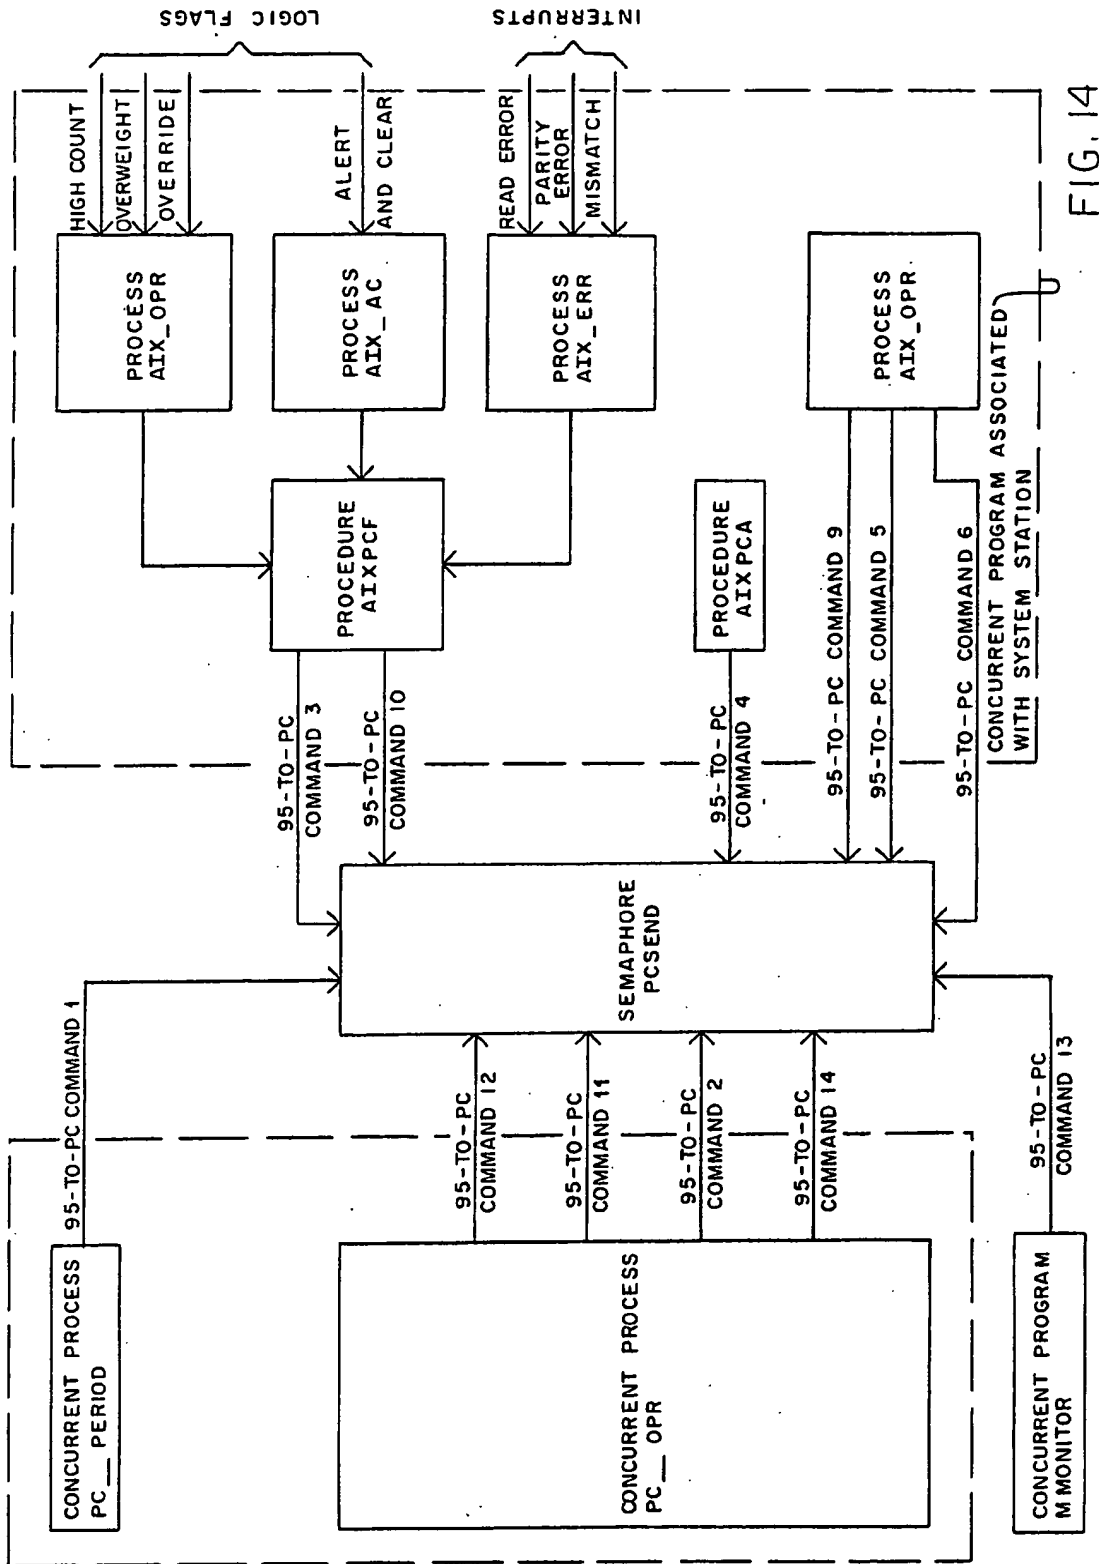 CONCURRENT PROCESS
PC__PERIOD
95-TO-PC COMMAND 1
CONCURRENT PROCESS
PC__OPR
95-TO-PC
COMMAND 12
95-TO-PC
COMMAND 11
95-TO-PC
COMMAND 2
95-TO-PC
COMMAND 14
CONCURRENT PROGRAM
MMONITOR
95-TO-PC
COMMAND 13
SEMAPHORE
PCSEND
95-TO-PC
COMMAND 3
95-TO-PC
COMMAND 10
95-TO-PC
COMMAND 4
95-TO-PC COMMAND 9
95-TO-PC COMMAND 5
95-TO-PC COMMAND 6
PROCEDURE
AIXPCF
PROCEDURE
AIXPCA
PROCESS
AIX_OPR
PROCESS
AIX_AC
PROCESS
AIX_ERR
PROCESS
AIX_OPR
HIGH COUNT
OVERWEIGHT
OVERRIDE
ALERT
AND CLEAR
READ ERROR
PARITY
ERROR
MISMATCH
LOGIC FLAGS
INTERRUPTS
CONCURRENT PROGRAM ASSOCIATED
WITH SYSTEM STATION
FIG. 14